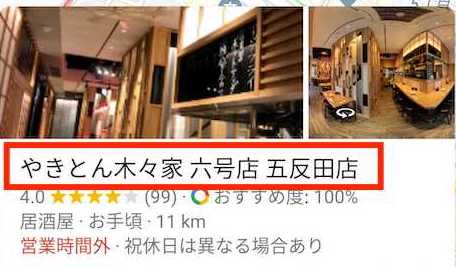 やきとん木々家 六号店 五反田店
4.0 ★★★★☆ (99) · おすすめ度: 100%
居酒屋 · お手頃 · 11 km
営業時間外 · 祝休日は異なる場合あり